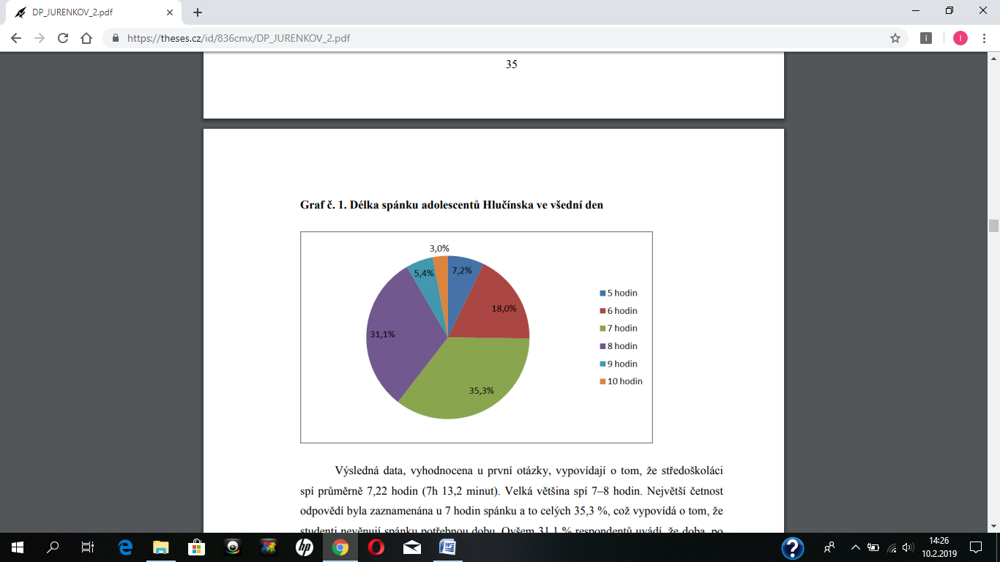 DP_JURENKOV_2.pdf
https://theses.cz/id/836cmx/DP_JURENKOV_2.pdf
35
Graf č. 1. Délka spánku adolescentů Hlučínska ve všední den
3,0%
5,4%
7,2%
18,0%
31,1%
35,3%
5 hodin
6 hodin
7 hodin
8 hodin
9 hodin
10 hodin
Výsledná data, vyhodnocena u první otázky, vypovídají o tom, že středoškoláci
spí průměrně 7,22 hodin (7h 13,2 minut). Velká většina spí 7–8 hodin. Největší četnost
odpovědí byla zaznamenána u 7 hodin spánku a to celých 35,3 %, což vypovídá o tom, že
studenti nevěnují spánku potřebnou dobu. Ovšem 31,1 % respondentů uvádí, že doba, po
14:26
10.2.2019